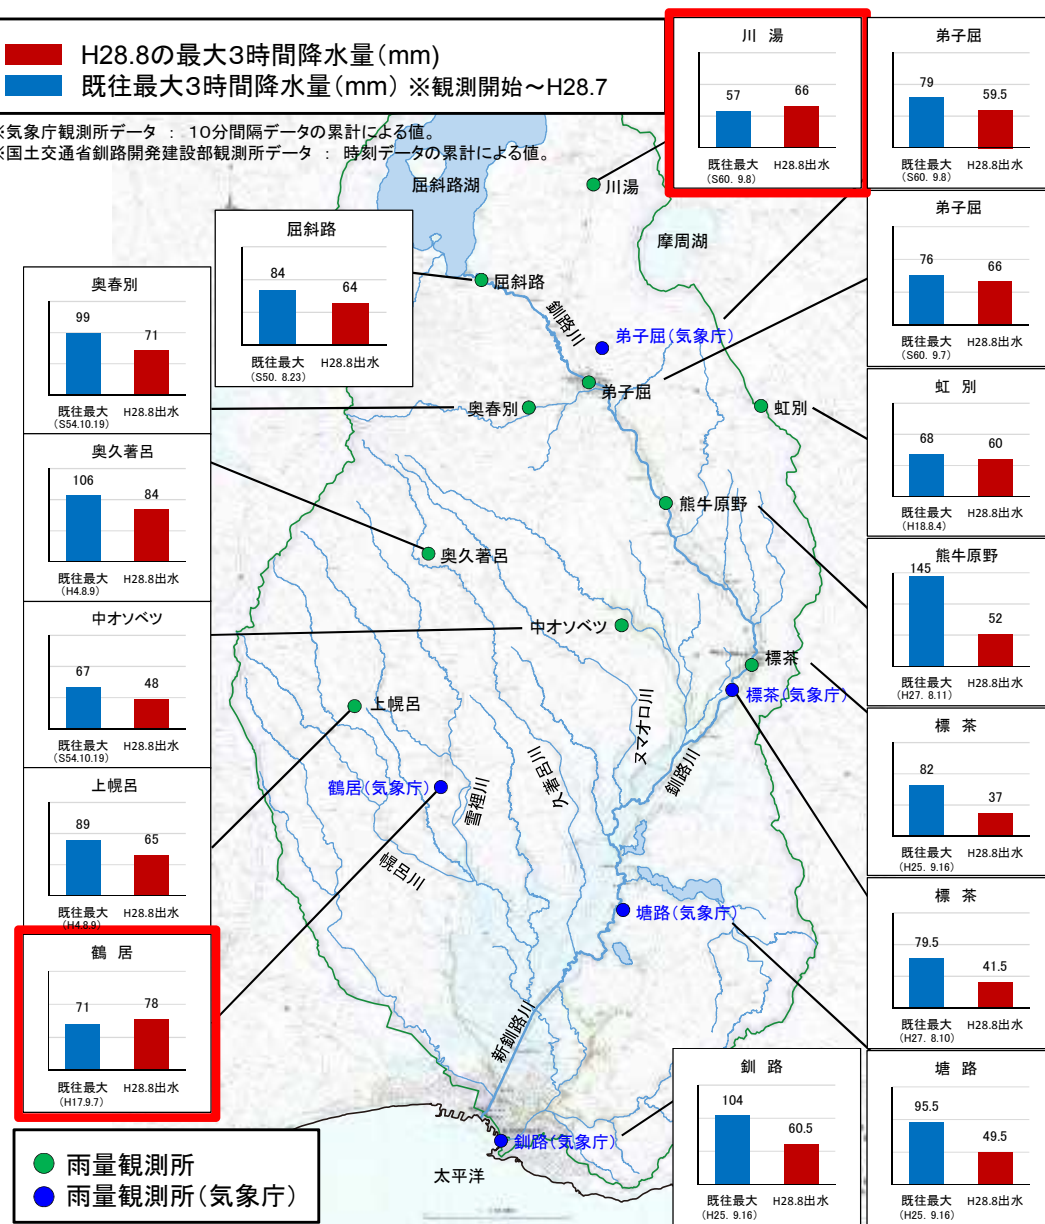 H28.8の最大3時間降水量(mm)
既往最大3時間降水量(mm) ※観測開始～H28.7
※気象庁観測所データ ： 10分間隔データの累計による値。
※国土交通省釧路開発建設部観測所データ ： 時刻データの累計による値。
川 湯
57
66
既往最大
H28.8出水
(S60. 9.8)
弟子屈
79
59.5
既往最大
H28.8出水
(S60. 9.8)
弟子屈
76
66
既往最大
H28.8出水
(S60. 9.7)
虹 別
68
60
既往最大
H28.8出水
(H18.8.4)
熊牛原野
145
52
既往最大
H28.8出水
(H27. 8.11)
標 茶
82
37
既往最大
H28.8出水
(H25. 9.16)
標 茶
79.5
41.5
既往最大
H28.8出水
(H27. 8.10)
塘 路
95.5
49.5
既往最大
H28.8出水
(H25. 9.16)
釧 路
104
60.5
既往最大
H28.8出水
(H25. 9.16)
屈斜路
84
64
既往最大
H28.8出水
(S50. 8.23)
奥春別
99
71
既往最大
H28.8出水
(S54.10.19)
奥久著呂
106
84
既往最大
H28.8出水
(H4.8.9)
中オソベツ
67
48
既往最大
H28.8出水
(S54.10.19)
上幌呂
89
65
既往最大
H28.8出水
(H4.8.9)
鶴 居
71
78
既往最大
H28.8出水
(H17.9.7)
屈斜路湖
川湯
摩周湖
屈斜路
釧路川
弟子屈(気象庁)
弟子屈
奥春別
虹別
熊牛原野
奥久著呂
中オソベツ
標茶
標茶(気象庁)
上幌呂
ヌマオロ川
釧路川
久著呂川
鶴居(気象庁)
雪裡川
幌呂川
塘路(気象庁)
新釧路川
釧路(気象庁)
太平洋
雨量観測所
雨量観測所(気象庁)